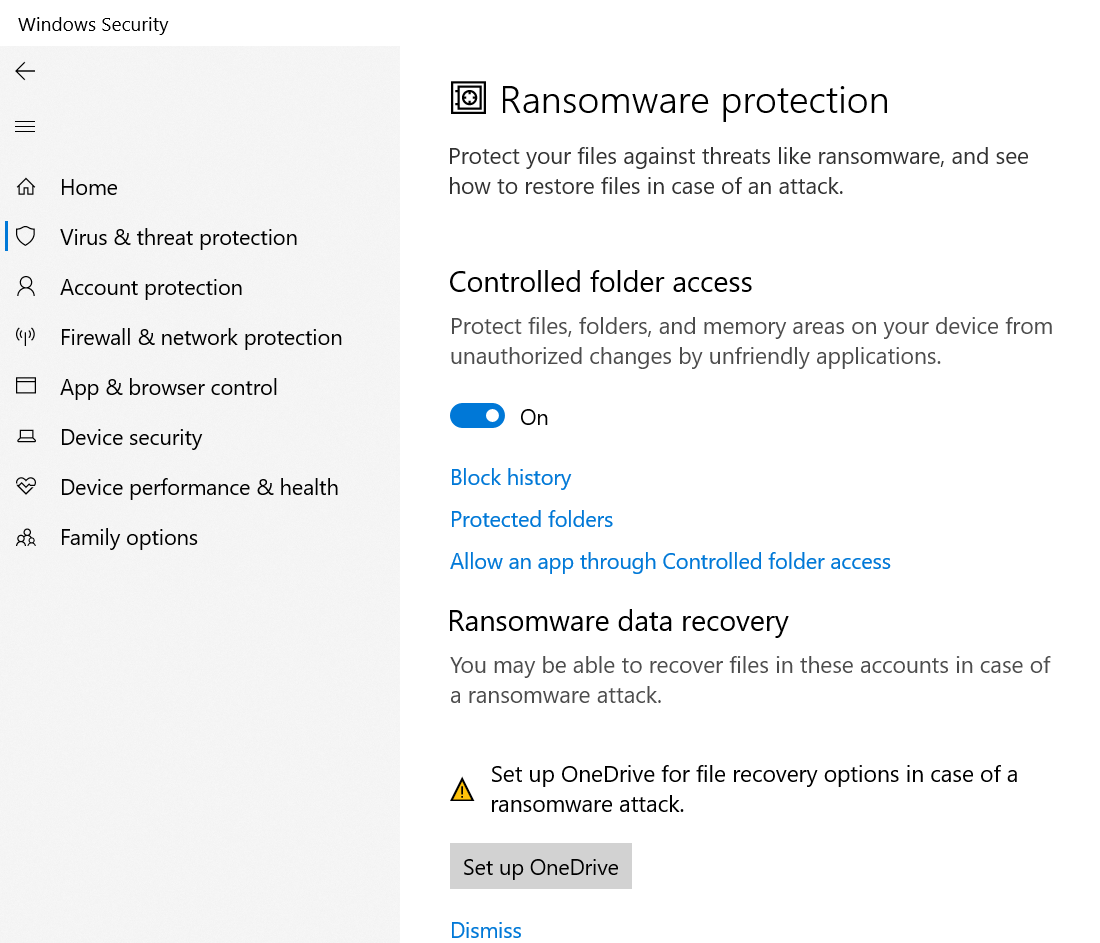 Windows Security
Home
Virus & threat protection
Account protection
Firewall & network protection
App & browser control
Device security
Device performance & health
Family options
Ransomware protection
Protect your files against threats like ransomware, and see
how to restore files in case of an attack.
Controlled folder access
Protect files, folders, and memory areas on your device from
unauthorized changes by unfriendly applications.
On
Block history
Protected folders
Allow an app through Controlled folder access
Ransomware data recovery
You may be able to recover files in these accounts in case of
a ransomware attack.
Set up OneDrive for file recovery options in case of a
ransomware attack.
Set up OneDrive
Dismiss